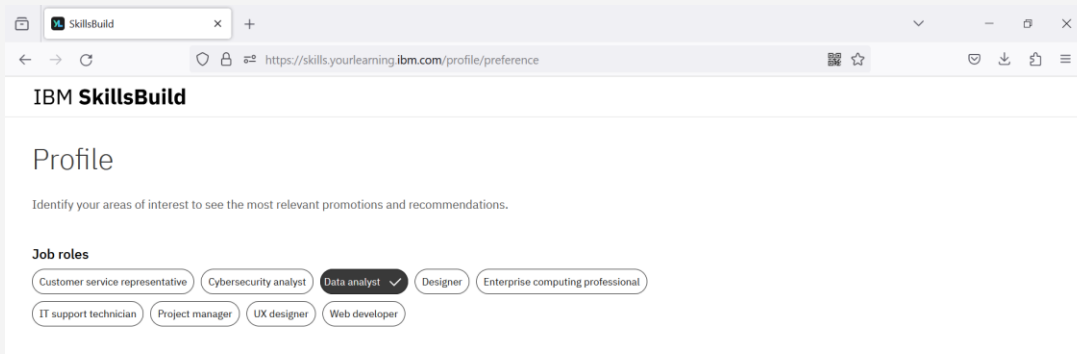 SkillsBuild
https://skills.yourlearning.ibm.com/profile/preference
IBM SkillsBuild
Profile
Identify your areas of interest to see the most relevant promotions and recommendations.
Job roles
Customer service representative Cybersecurity analyst Data analyst Designer Enterprise computing professional
IT support technician Project manager UX designer Web developer